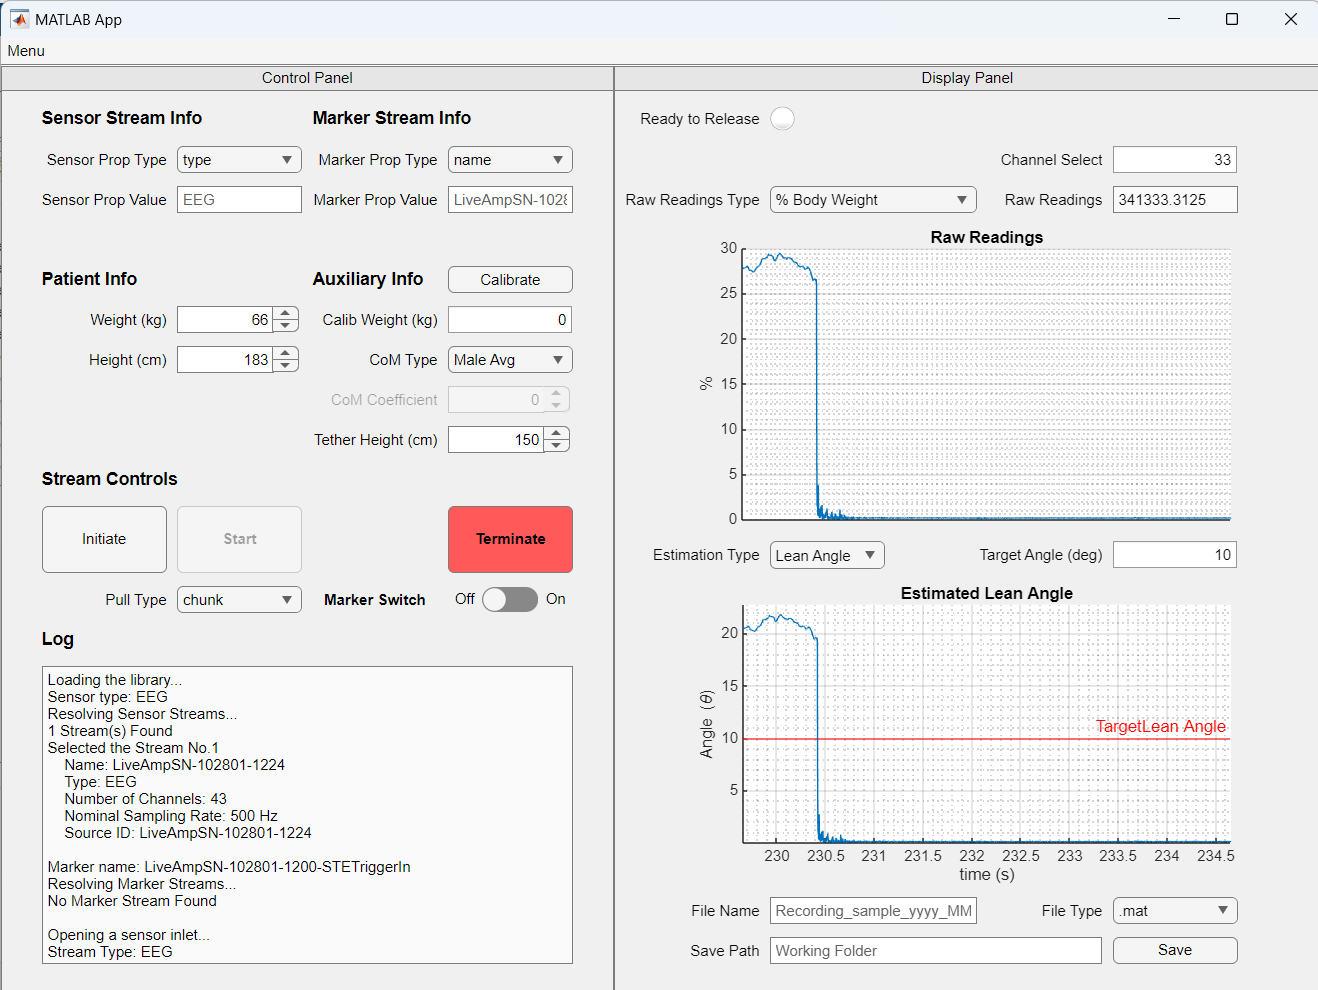 MATLAB App
Menu
Control Panel
Display Panel
Sensor Stream Info
Marker Stream Info
Sensor Prop Type type
Marker Prop Type name
Sensor Prop Value EEG
Marker Prop Value LiveAmpSN-102
Patient Info
Auxiliary Info
Calibrate
Weight (kg) 66
Calib Weight (kg) 0
Height (cm) 183
CoM Type Male Avg
CoM Coefficient 0
Tether Height (cm) 150
Stream Controls
Initiate
Start
Terminate
Pull Type chunk
Marker Switch
Off
On
Log
Loading the library...
Sensor type: EEG
Resolving Sensor Streams...
1 Stream(s) Found
Selected the Stream No.1
Name: LiveAmpSN-102801-1224
Type: EEG
Number of Channels: 43
Nominal Sampling Rate: 500 Hz
Source ID: LiveAmpSN-102801-1224
Marker name: LiveAmpSN-102801-1200-STETriggerIn
Resolving Marker Streams...
No Marker Stream Found
Opening a sensor inlet...
Stream Type: EEG
Ready to Release
Channel Select 33
Raw Readings Type % Body Weight
Raw Readings 341333.3125
Raw Readings
30
25
20
15
10
5
0
%
Estimation Type Lean Angle
Target Angle (deg) 10
Estimated Lean Angle
20
15
10
5
Angle (θ)
TargetLean Angle
230 230.5 231 231.5 232 232.5 233 233.5 234 234.5
time (s)
File Name Recording_sample_yyyy_MM
File Type .mat
Save Path Working Folder
Save